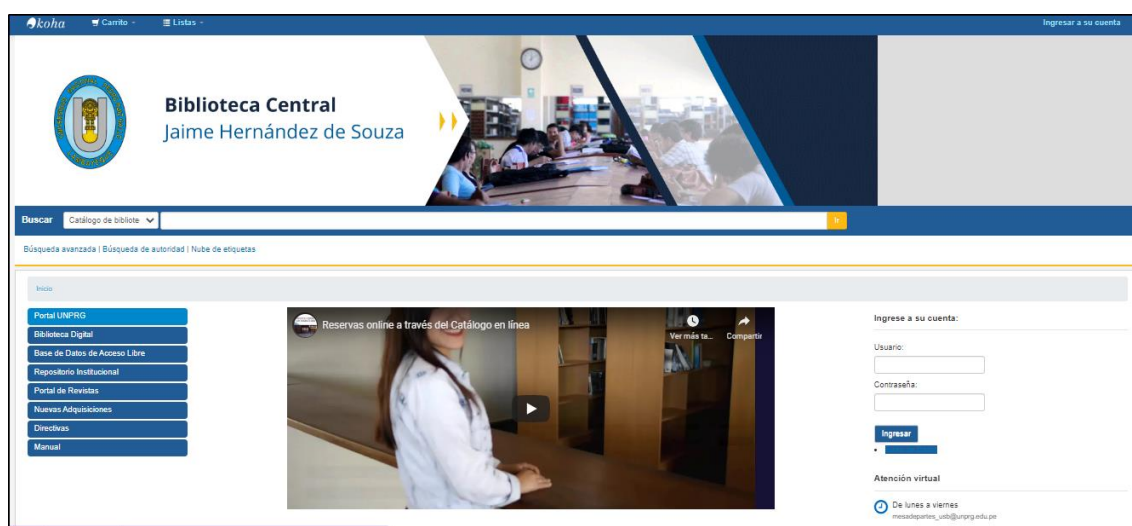 koha Carrito Listas Ingresar a su cuenta
Biblioteca Central
Jaime Hernández de Souza
Buscar Catálogo de bibliote Ir
Búsqueda avanzada | Búsqueda de autoridad | Nube de etiquetas
Inicio
Portal UNPRG
Biblioteca Digital
Base de Datos de Acceso Libre
Repositorio Institucional
Portal de Revistas
Nuevas Adquisiciones
Directivas
Manual
Reservas online a través del Catálogo en línea
Ver más ta... Compartir
Ingrese a su cuenta:
Usuario:
Contraseña:
Ingresar
Atención virtual
De lunes a viernes
mesadepartes_usb@unprg.edu.pe